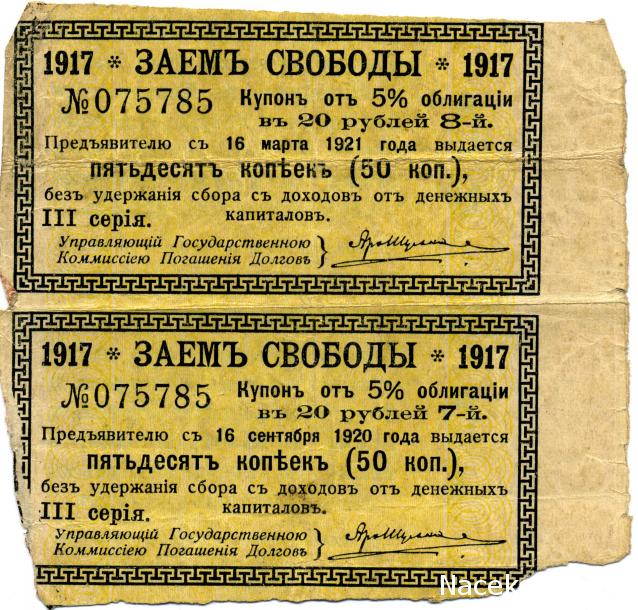 1917 * ЗАЕМЪ СВОБОДЫ * 1917
№075785 Купонъ отъ 5% облигаціи
въ 20 рублей 8-й.
Предъявителю съ 16 марта 1921 года выдается
пятьдесятъ копѣекъ (50 коп.),
безъ удержанія сбора съ доходовъ отъ денежныхъ
капиталовъ.
III серія.
Управляющій Государственною
Коммиссіею Погашенія Долговъ}
1917 * ЗАЕМЪ СВОБОДЫ * 1917
№075785 Купонъ отъ 5% облигаціи
въ 20 рублей 7-й.
Предъявителю съ 16 сентября 1920 года выдается
пятьдесятъ копѣекъ (50 коп.),
безъ удержанія сбора съ доходовъ отъ денежныхъ
капиталовъ.
III серія.
Управляющій Государственною
Коммиссіею Погашенія Долговъ}